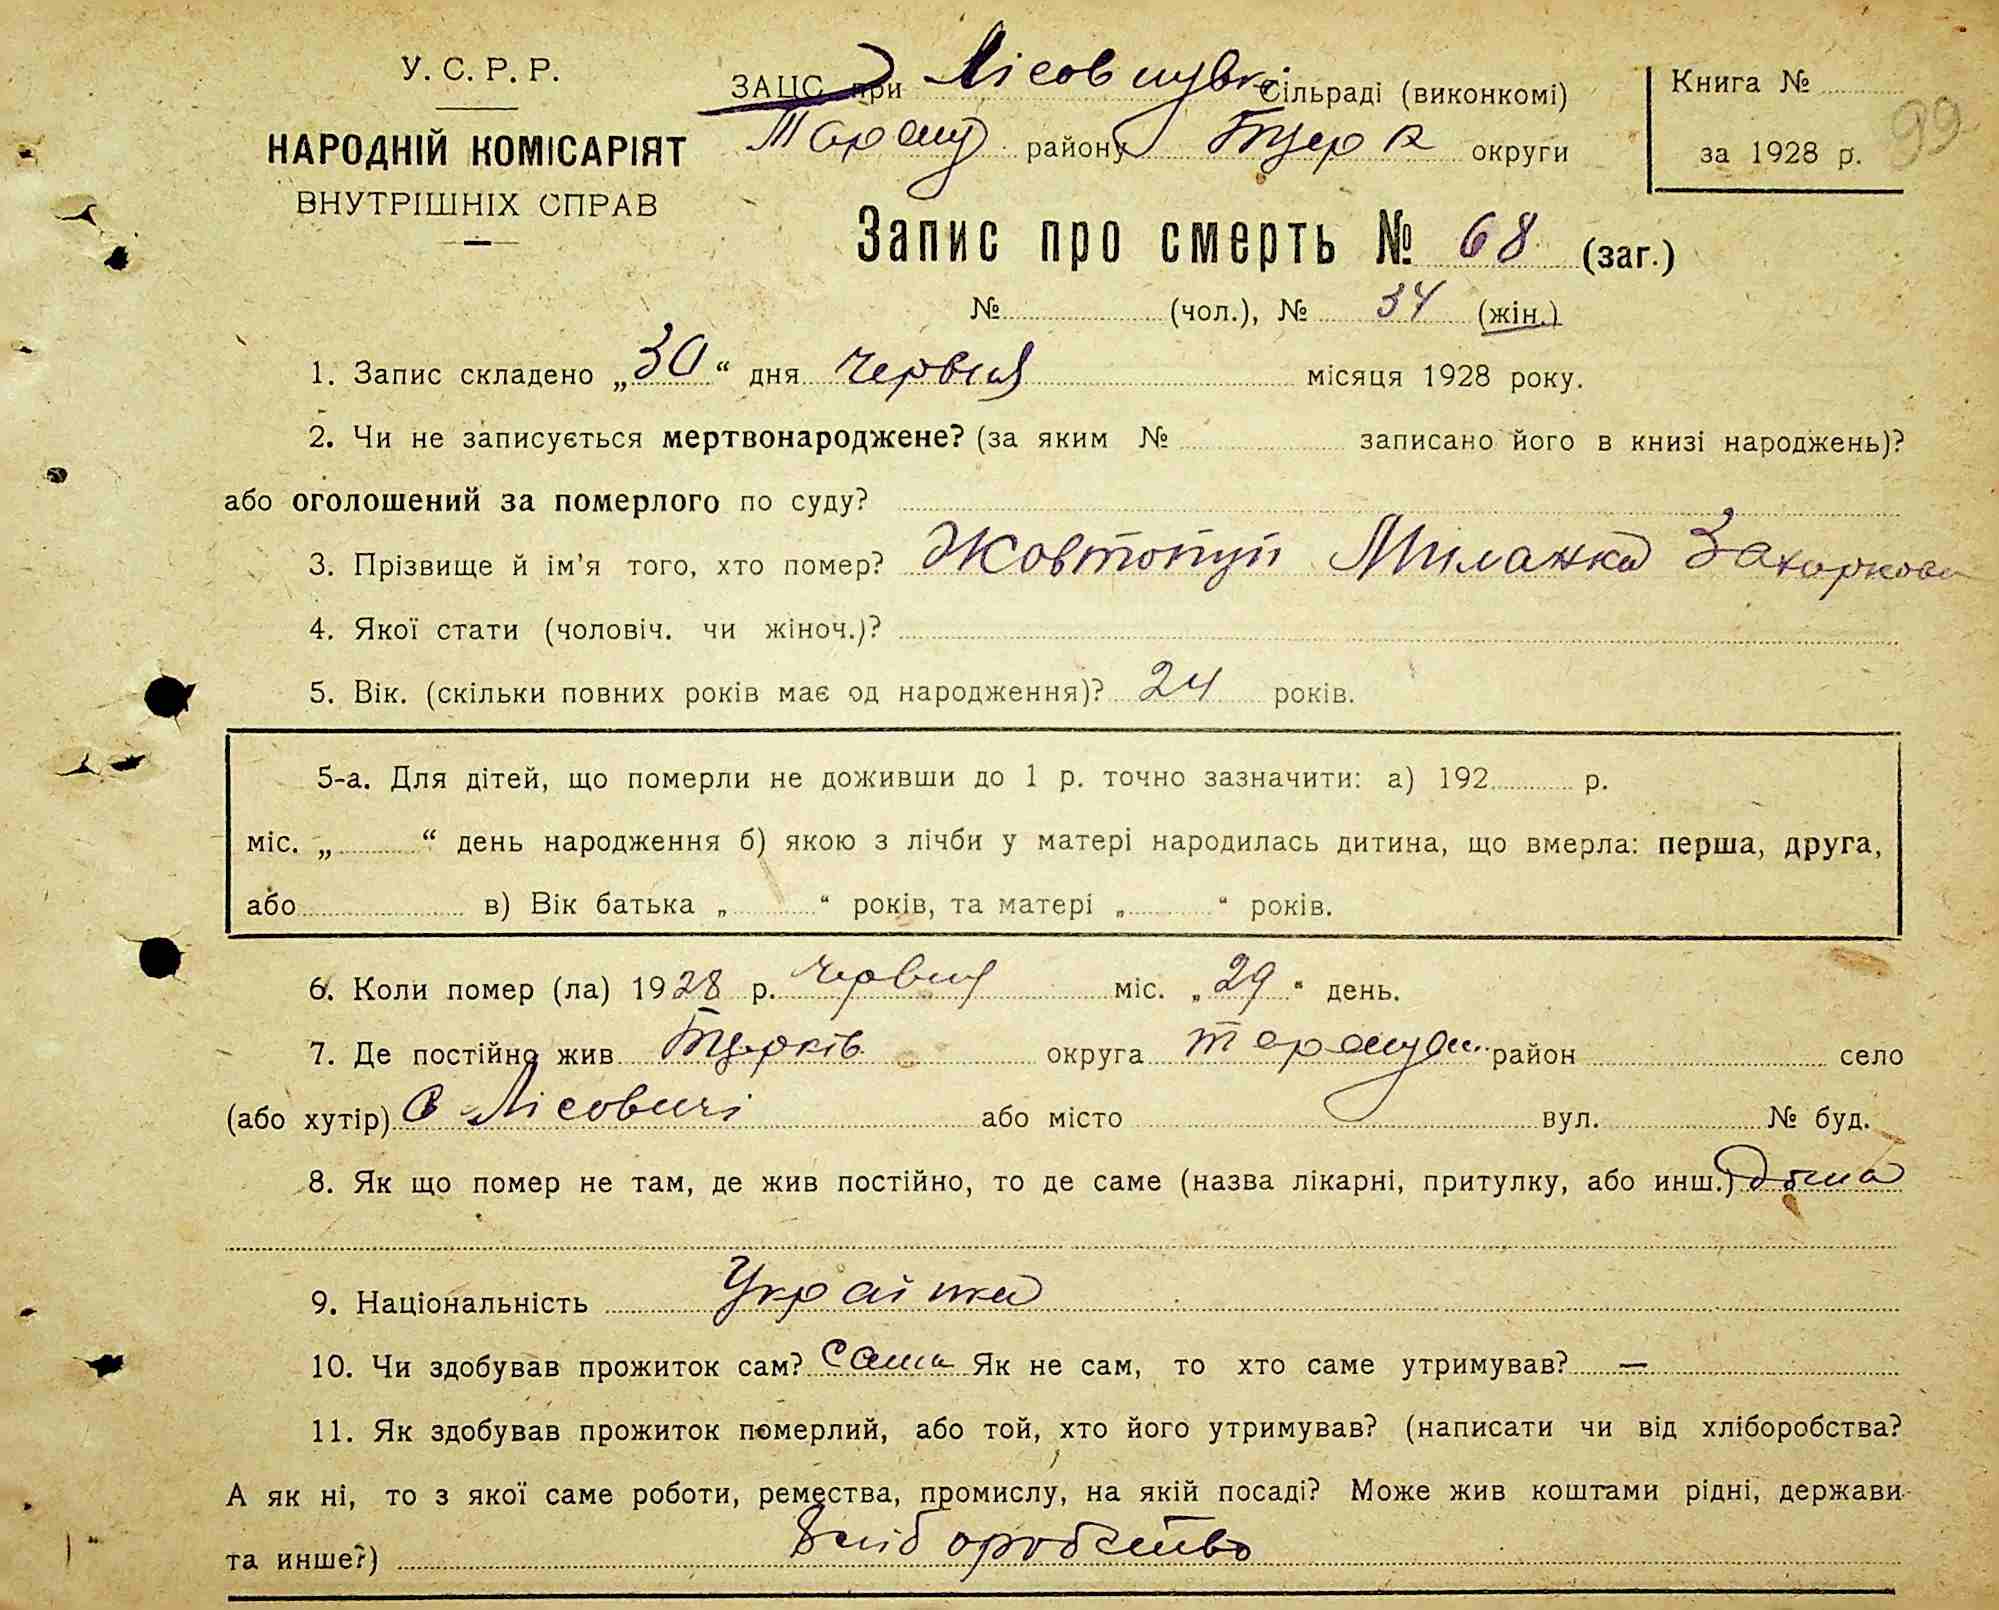 У. С. Р. Р.
НАРОДНІЙ КОМІСАРІЯТ
ВНУТРІШНІХ СПРАВ
ЗАЦС при Сільраді (виконкомі)
району округи
Книга №
за 1928 р. 99
Запис про смерть № 68 (заг.)
№ (чол.), № 34 (жін.)
1. Запис складено „30“ дня червня місяця 1928 року.
2. Чи не записується мертвонароджене? (за яким № записано його в книзі народжень)?
або оголошений за померлого по суду?
3. Прізвище й ім'я того, хто помер? Жовтопуп Миланка Захаркова
4. Якої стати (чоловіч. чи жіноч.)?
5. Вік. (скільки повних років має од народження)? 24 років.
5-а. Для дітей, що померли не доживши до 1 р. точно зазначити: а) 192 р.
міс. „ “ день народження б) якою з лічби у матері народилась дитина, що вмерла: перша, друга,
або в) Вік батька „ “ років, та матері „ “ років.
6. Коли помер (ла) 1928 р. червня міс. „29“ день.
7. Де постійно жив округа район село
(або хутір) с Лісовичі або місто вул. № буд.
8. Як що помер не там, де жив постійно, то де саме (назва лікарні, притулку, або инш.) дома
9. Національність Українка
10. Чи здобував прожиток сам? сама Як не сам, то хто саме утримував? —
11. Як здобував прожиток померлий, або той, хто його утримував? (написати чи від хліборобства?
А як ні, то з якої саме роботи, ремества, промислу, на якій посаді? Може жив коштами рідні, держави
та инше?) хліборобство